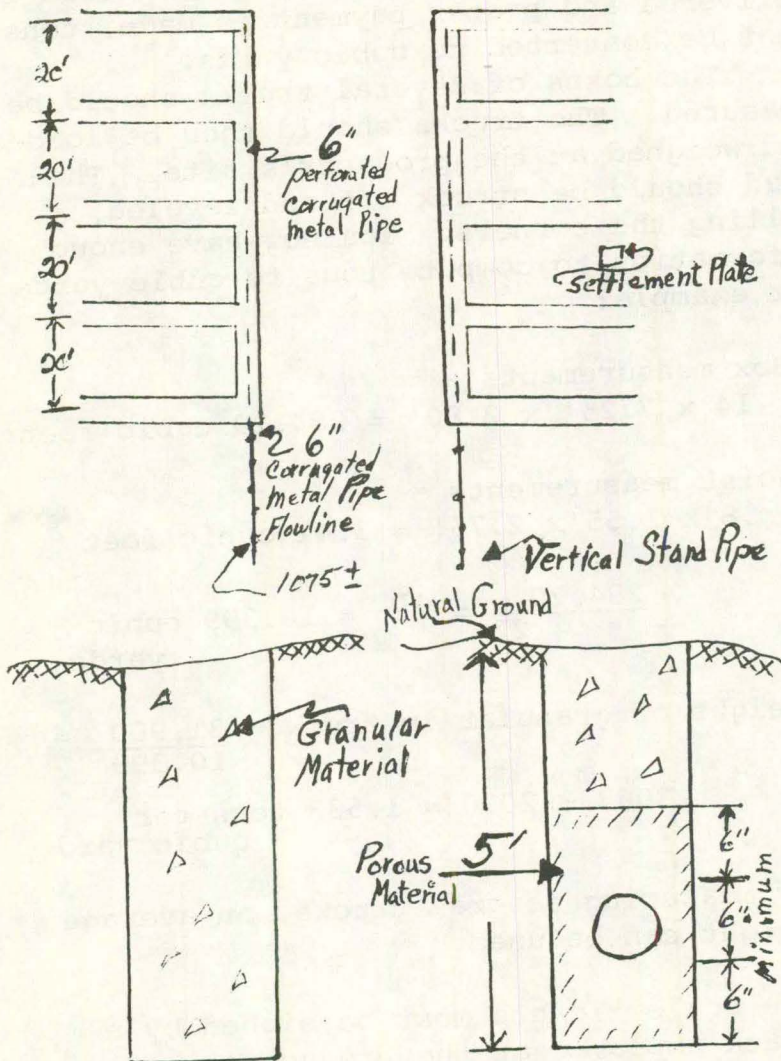 20'
20'
20'
20'
6"
perforated
corrugated
metal Pipe
settlement Plate
2 6"
Corrugated
metal Pipe
Flowline
1075 ±
Vertical Stand Pipe
Natural Ground
Granular
Material
Porous
Material
5'
6"
6"
6"
Minimum